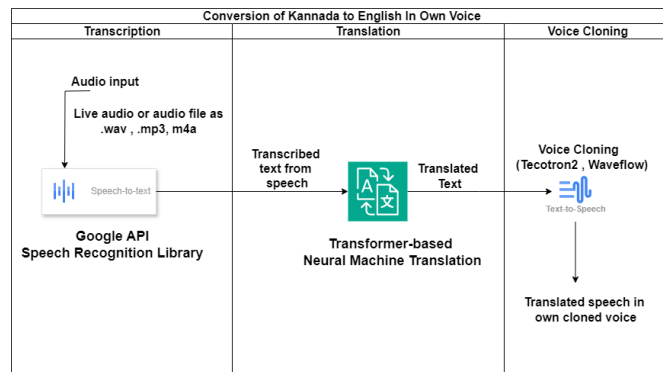 Conversion of Kannada to English In Own Voice
Transcription
Translation
Voice Cloning
Audio input
Live audio or audio file as
.wav , .mp3, m4a
Speech-to-text
Google API
Speech Recognition Library
Transcribed
text from
speech
A
文
Transformer-based
Neural Machine Translation
Translated
Text
Voice Cloning
(Tecotron2 , Waveflow)
Text-to-Speech
Translated speech in
own cloned voice